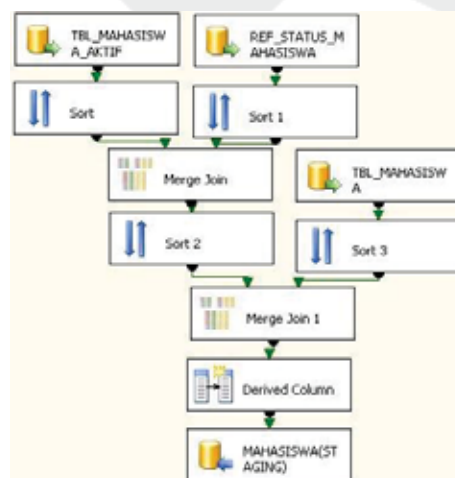 TBL_MAHASISW
A_AKTIF
REF_STATUS_M
AHASISWA
Sort
Sort 1
Merge Join
TBL_MAHASISW
A
Sort 2
Sort 3
Merge Join 1
Derived Column
MAHASISWA(ST
AGING)